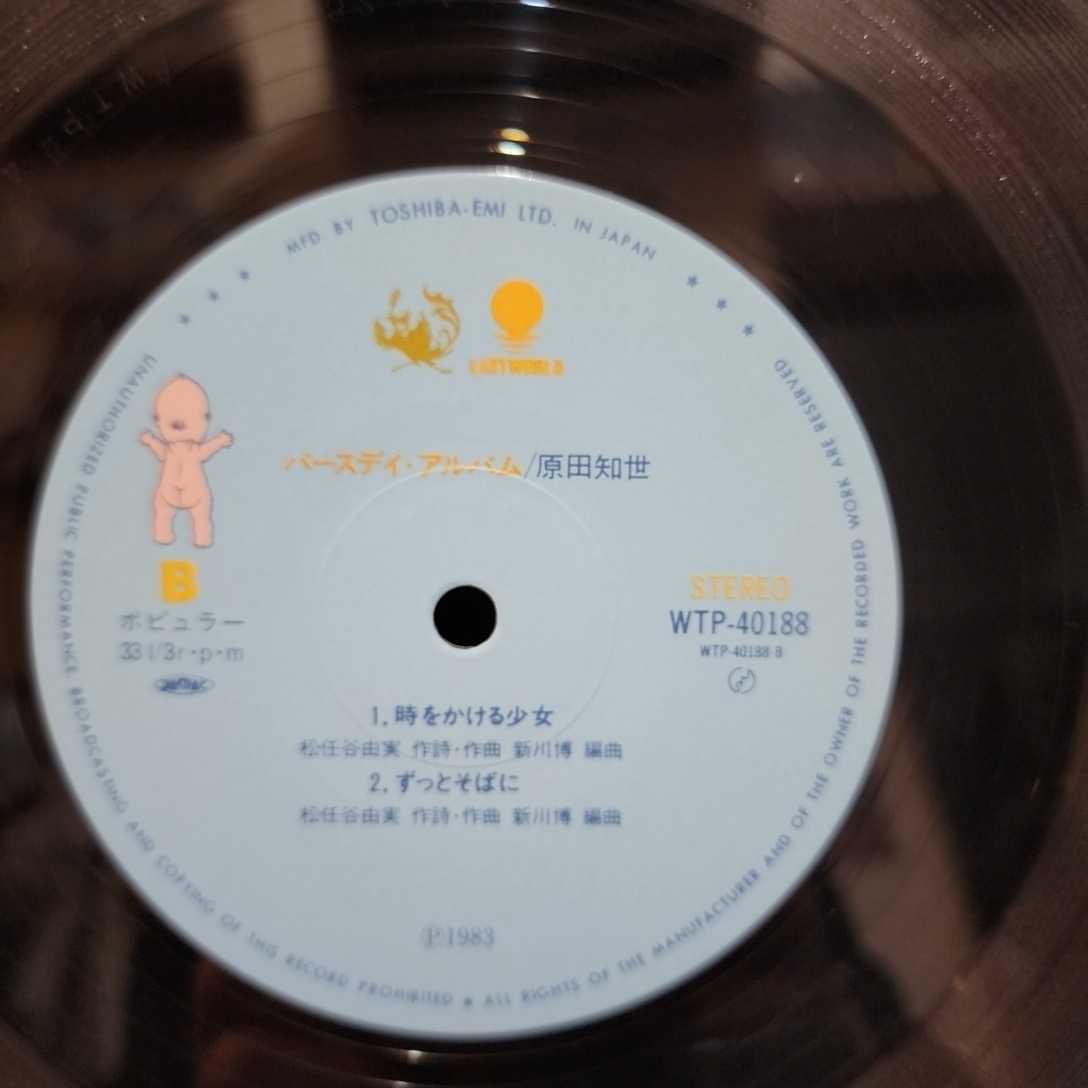 MFD BY TOSHIBA-EMI LTD. IN JAPAN
EASTWORLD
バースデイ・アルバム/原田知世
B
ポピュラー
33 1/3 r・p・m
STEREO
WTP-40188
WTP-40188-B
1. 時をかける少女
松任谷由実 作詩・作曲 新川博 編曲
2. ずっとそばに
松任谷由実 作詩・作曲 新川博 編曲
Ⓟ1983
UNAUTHORIZED PUBLIC PERFORMANCE BROADCASTING AND COPYING OF THIS RECORD PROHIBITED ★ ALL RIGHTS OF THE MANUFACTURER AND OF THE OWNER OF THE RECORDED WORK ARE RESERVED